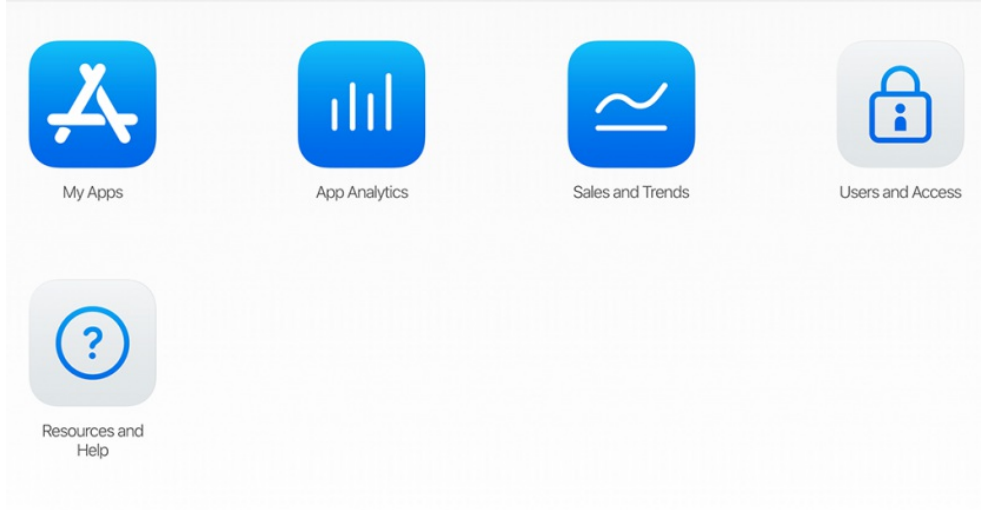 My Apps
App Analytics
Sales and Trends
Users and Access
?
Resources and
Help